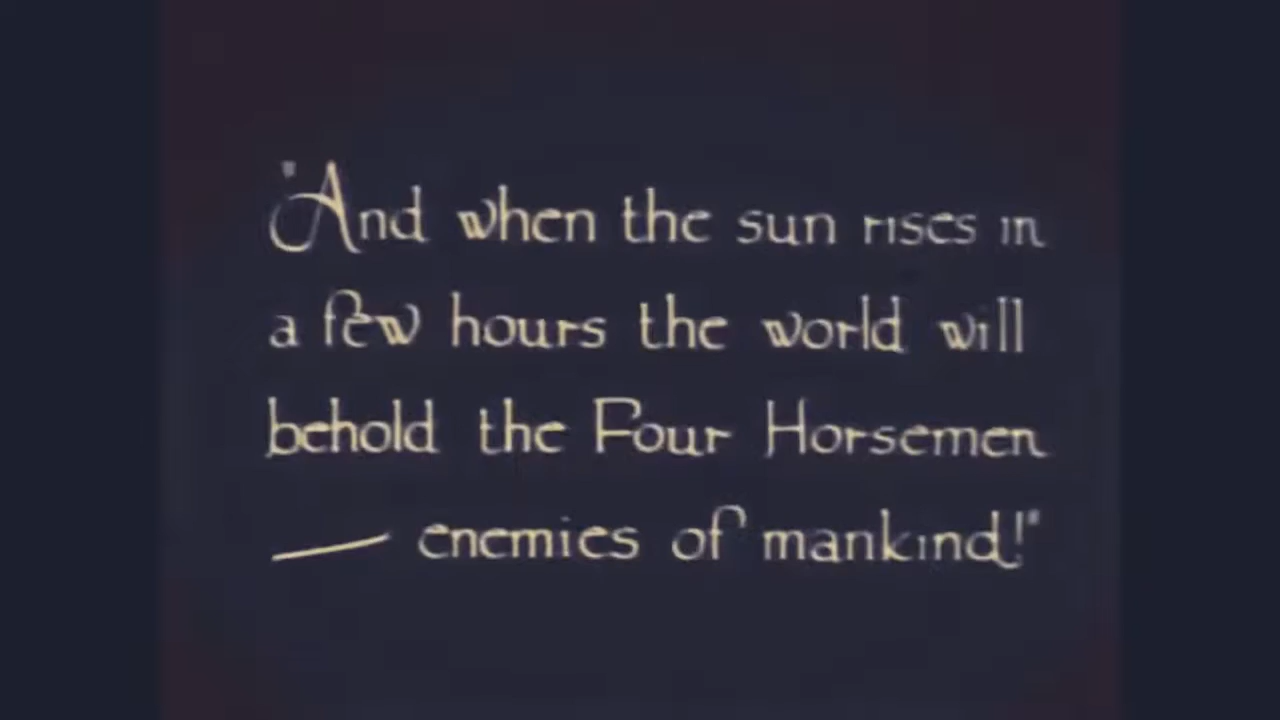 "And when the sun rises in
a few hours the world will
behold the Four Horsemen
— enemies of mankind!"